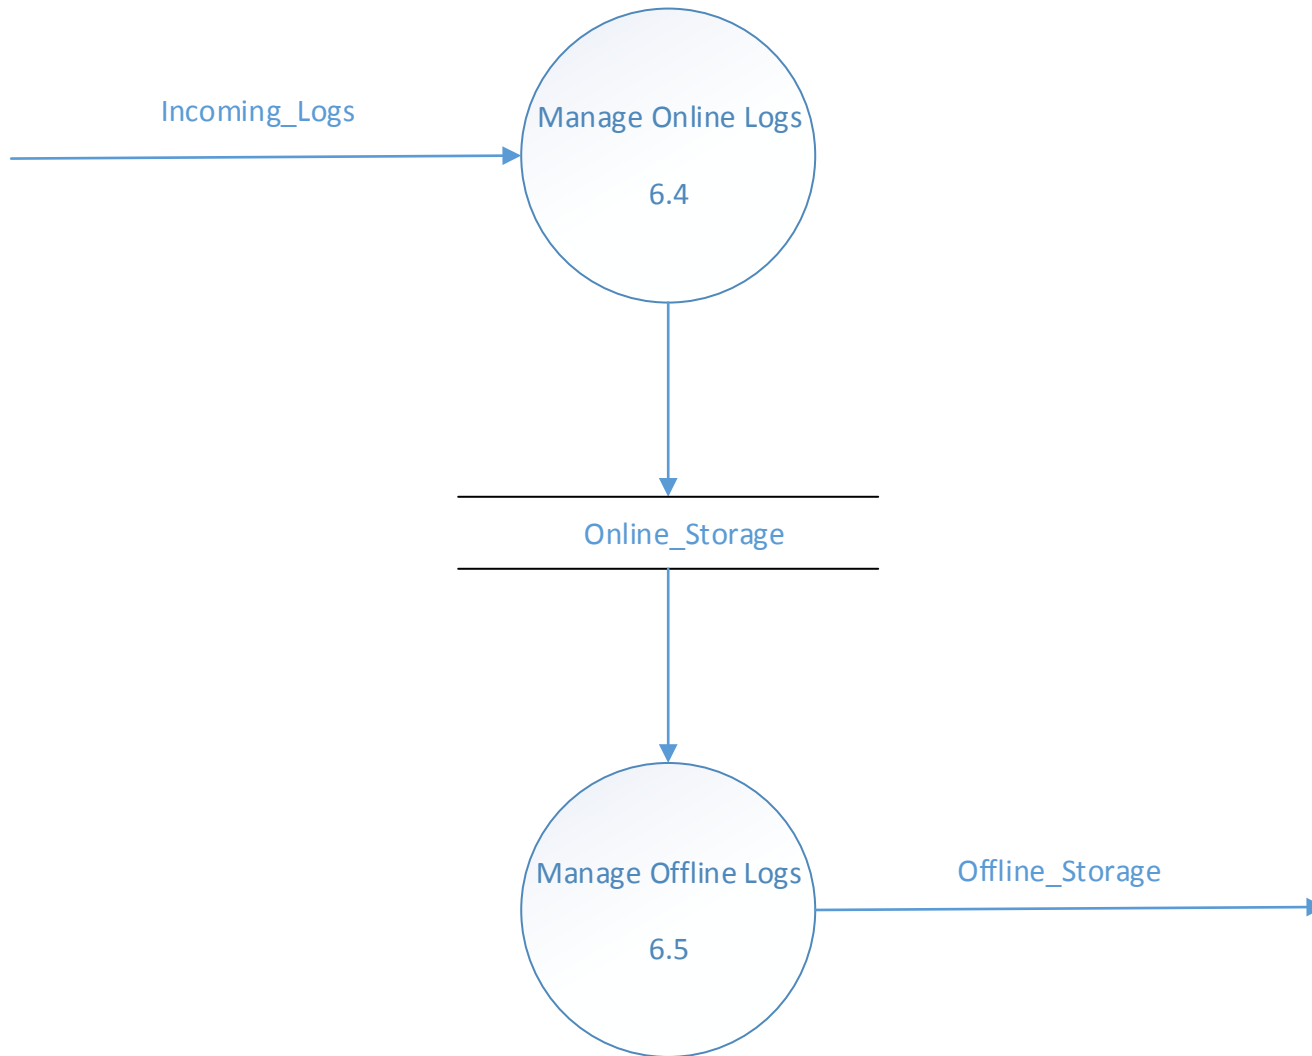 Incoming_Logs
Manage Online Logs
6.4
Online_Storage
Manage Offline Logs
6.5
Offline_Storage